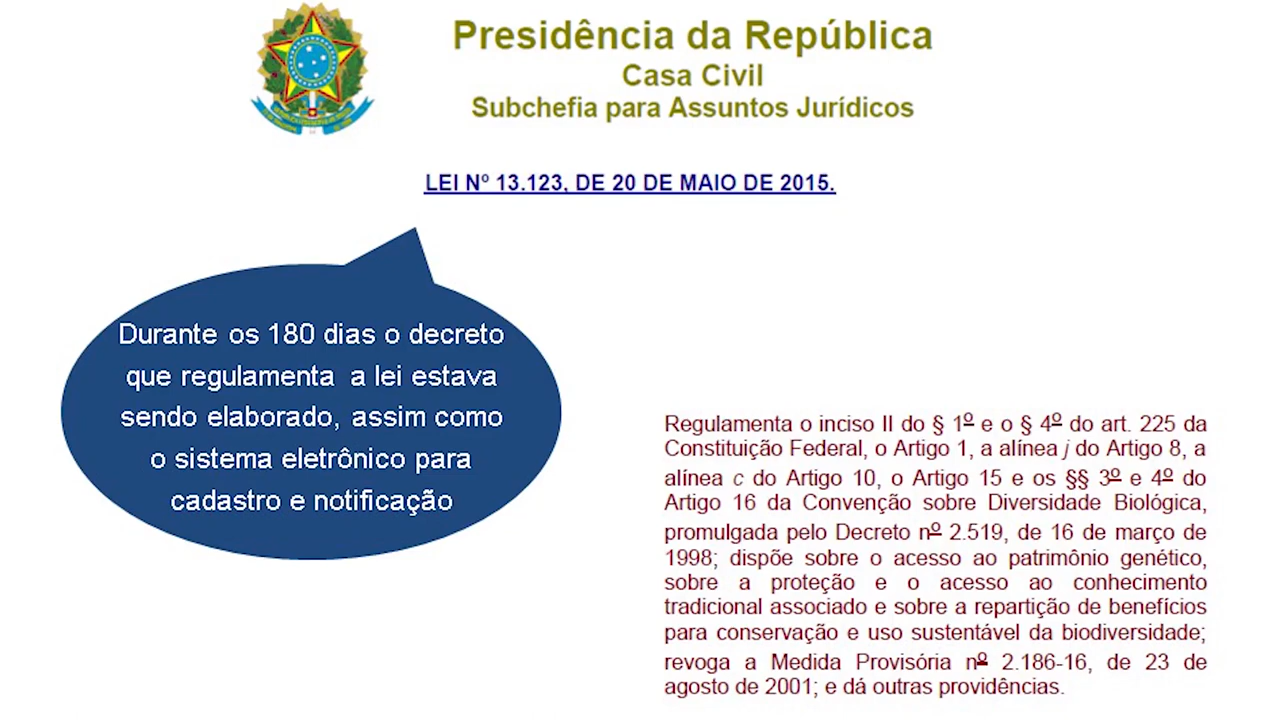 Presidência da República
Casa Civil
Subchefia para Assuntos Jurídicos
LEI Nº 13.123, DE 20 DE MAIO DE 2015.
Durante os 180 dias o decreto
que regulamenta a lei estava
sendo elaborado, assim como
o sistema eletrônico para
cadastro e notificação
Regulamenta o inciso II do § 1º e o § 4º do art. 225 da
Constituição Federal, o Artigo 1, a alínea j do Artigo 8, a
alínea c do Artigo 10, o Artigo 15 e os §§ 3º e 4º do
Artigo 16 da Convenção sobre Diversidade Biológica,
promulgada pelo Decreto nº 2.519, de 16 de março de
1998; dispõe sobre o acesso ao patrimônio genético,
sobre a proteção e o acesso ao conhecimento
tradicional associado e sobre a repartição de benefícios
para conservação e uso sustentável da biodiversidade;
revoga a Medida Provisória nº 2.186-16, de 23 de
agosto de 2001; e dá outras providências.